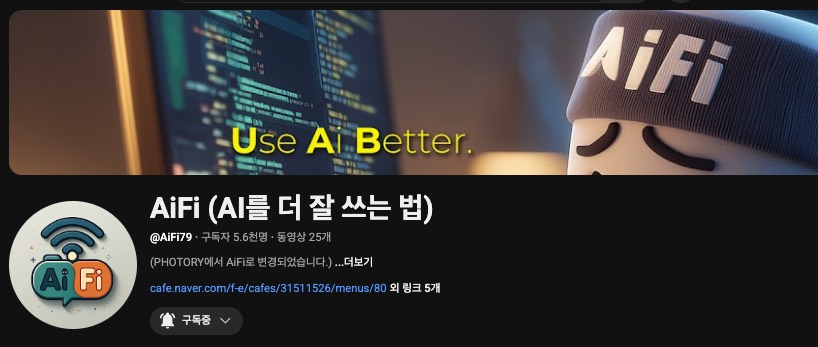 AiFi
Use Ai Better.
AiFi (AI를 더 잘 쓰는 법)
@AiFi79 · 구독자 5.6천명 · 동영상 25개
(PHOTORY에서 AiFi로 변경되었습니다.) ...더보기
Ai Fi
cafe.naver.com/f-e/cafes/31511526/menus/80 외 링크 5개
구독중